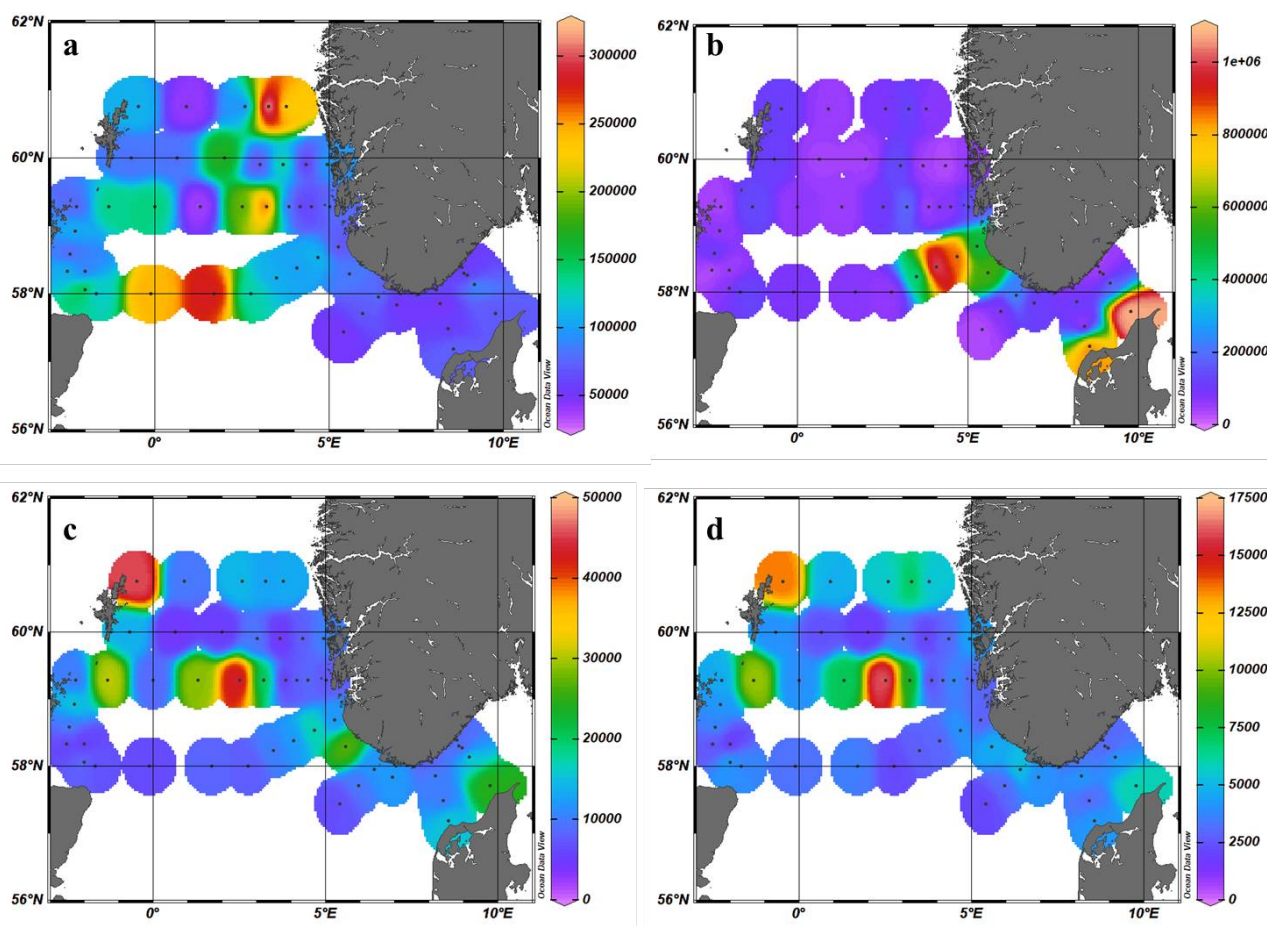 62°N
a
60°N
58°N
56°N
0°
5°E
10°E
300000
250000
200000
150000
100000
50000
Ocean Data View
62°N
b
60°N
58°N
56°N
0°
5°E
10°E
1e+06
800000
600000
400000
200000
0
Ocean Data View
62°N
c
60°N
58°N
56°N
0°
5°E
10°E
50000
40000
30000
20000
10000
0
Ocean Data View
62°N
d
60°N
58°N
56°N
0°
5°E
10°E
17500
15000
12500
10000
7500
5000
2500
0
Ocean Data View